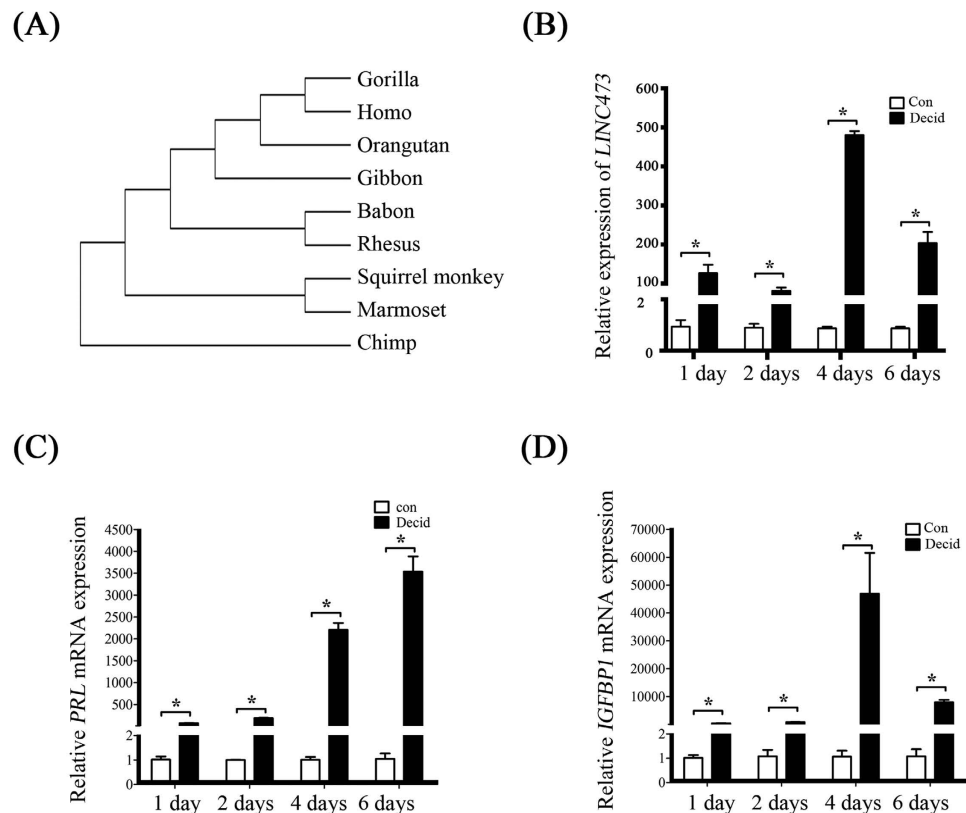 (A)
Gorilla
Homo
Orangutan
Gibbon
Babon
Rhesus
Squirrel monkey
Marmoset
Chimp
(B)
Relative expression of LINC473
600
500
400
300
200
100
2
0
Con
Decid
*
*
*
*
1 day 2 days 4 days 6 days
(C)
Relative PRL mRNA expression
4500
4000
3500
3000
2500
2000
1500
1000
500
2
1
0
con
Decid
*
*
*
*
1 day 2 days 4 days 6 days
(D)
Relative IGFBP1 mRNA expression
70000
60000
50000
40000
30000
20000
10000
2
1
0
Con
Decid
*
*
*
*
1 day 2 days 4 days 6 days